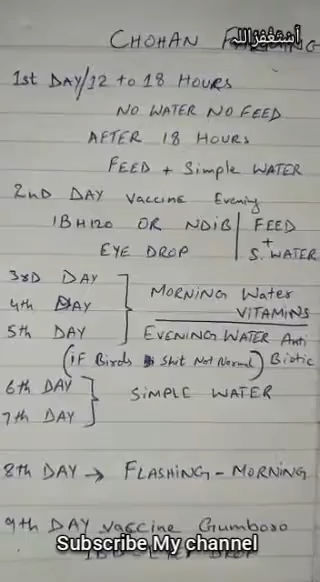 أستغفر الله
CHOHAN
1st DAY/12 to 18 HOURS
NO WATER NO FEED
AFTER 18 HOURS
FEED + Simple WATER
2ND DAY Vaccine Evening
IBH120 OR NDIB | FEED
+
EYE DROP S. WATER
3RD DAY
4th DAY MORNING Water
VITAMINS
5th DAY EVENING WATER Anti
(IF Birds Shit Not Normal) Biotic
6th DAY SIMPLE WATER
7th DAY
8th DAY → FLASHING - MORNING
9th DAY vaccine Gumboro
Subscribe My channel